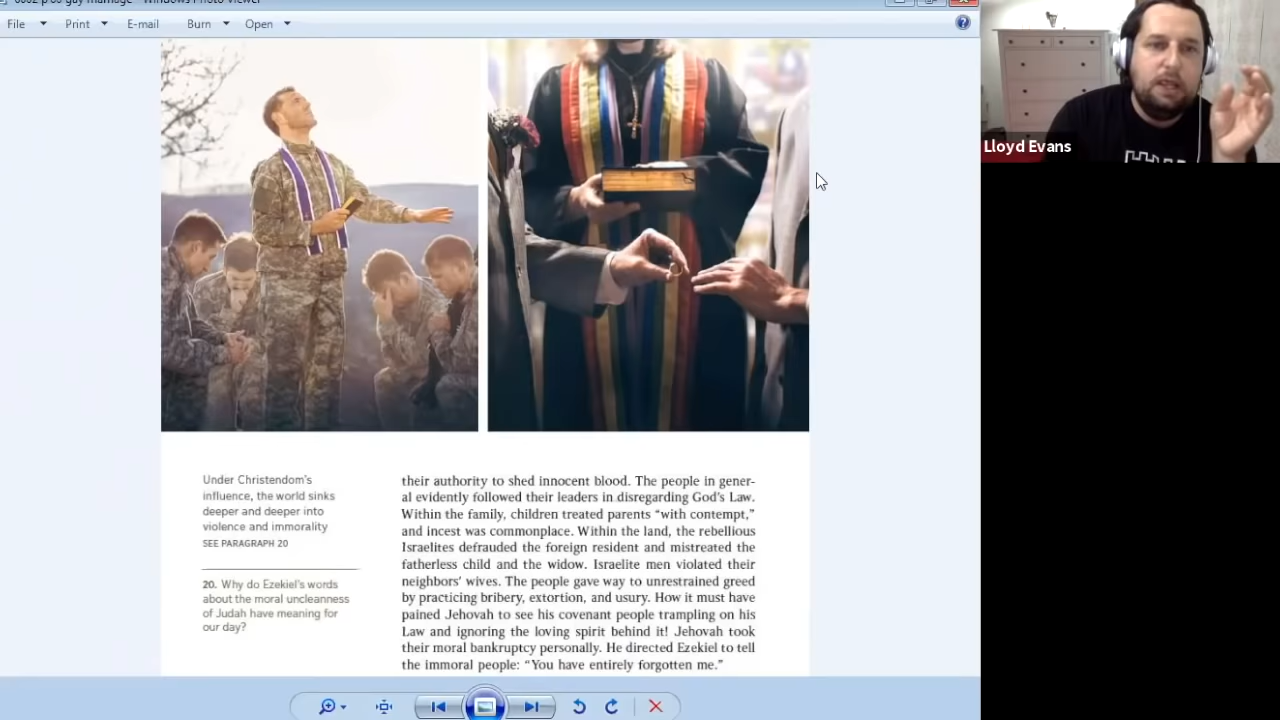 File
Print
E-mail
Burn
Open
Lloyd Evans
Under Christendom's
influence, the world sinks
deeper and deeper into
violence and immorality
SEE PARAGRAPH 20
20. Why do Ezekiel's words
about the moral uncleanness
of Judah have meaning for
our day?
their authority to shed innocent blood. The people in gener-
al evidently followed their leaders in disregarding God's Law.
Within the family, children treated parents "with contempt,"
and incest was commonplace. Within the land, the rebellious
Israelites defrauded the foreign resident and mistreated the
fatherless child and the widow. Israelite men violated their
neighbors' wives. The people gave way to unrestrained greed
by practicing bribery, extortion, and usury. How it must have
pained Jehovah to see his covenant people trampling on his
Law and ignoring the loving spirit behind it! Jehovah took
their moral bankruptcy personally. He directed Ezekiel to tell
the immoral people: "You have entirely forgotten me."